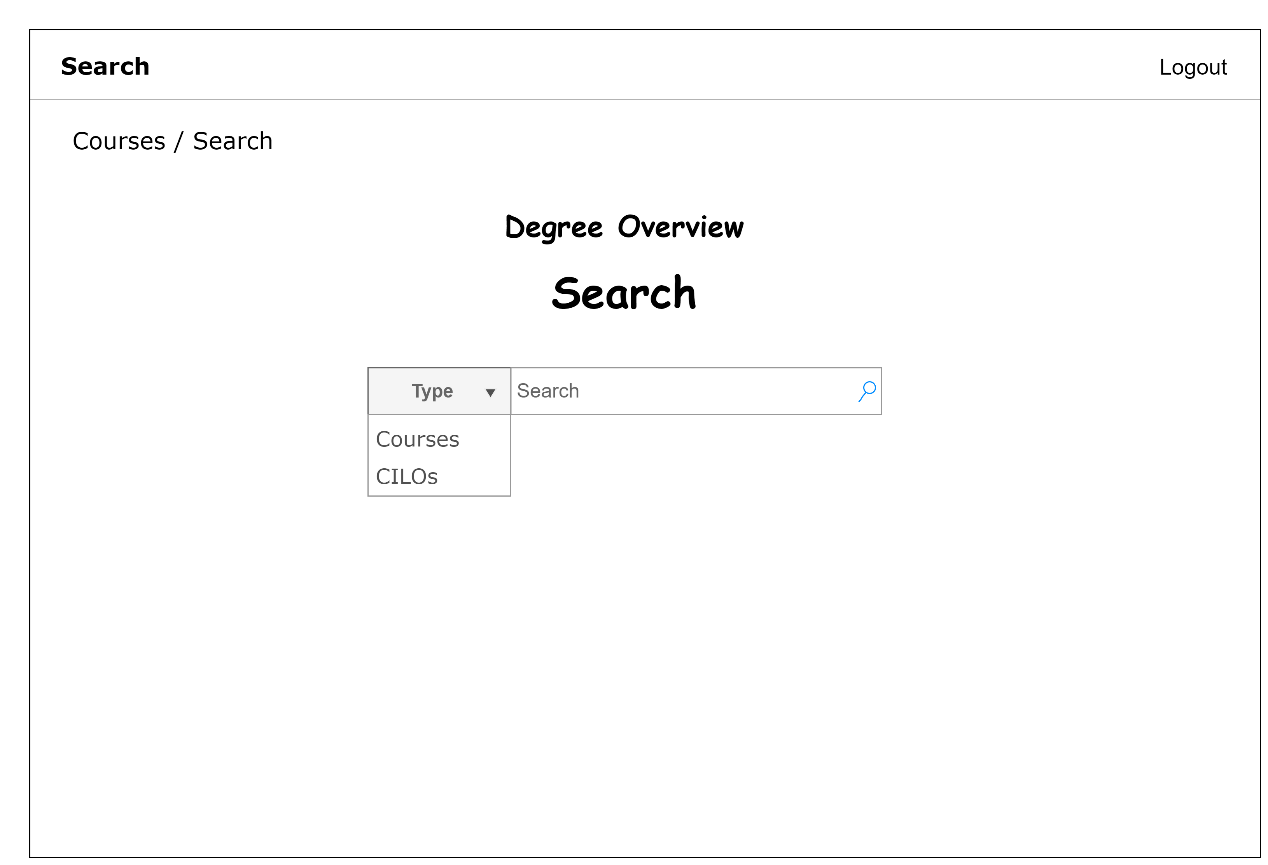 Search
Logout
Courses / Search
Degree Overview
Search
Type ▼
Search
Courses
CILOs